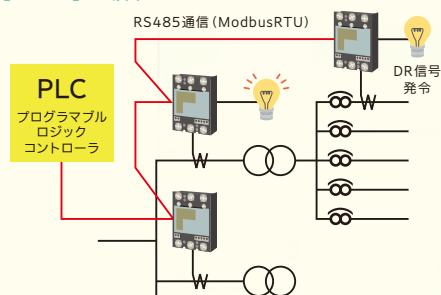 RS485通信(ModbusRTU)
DR信号
発令
PLC
プログラマブル
ロジック
コントローラ